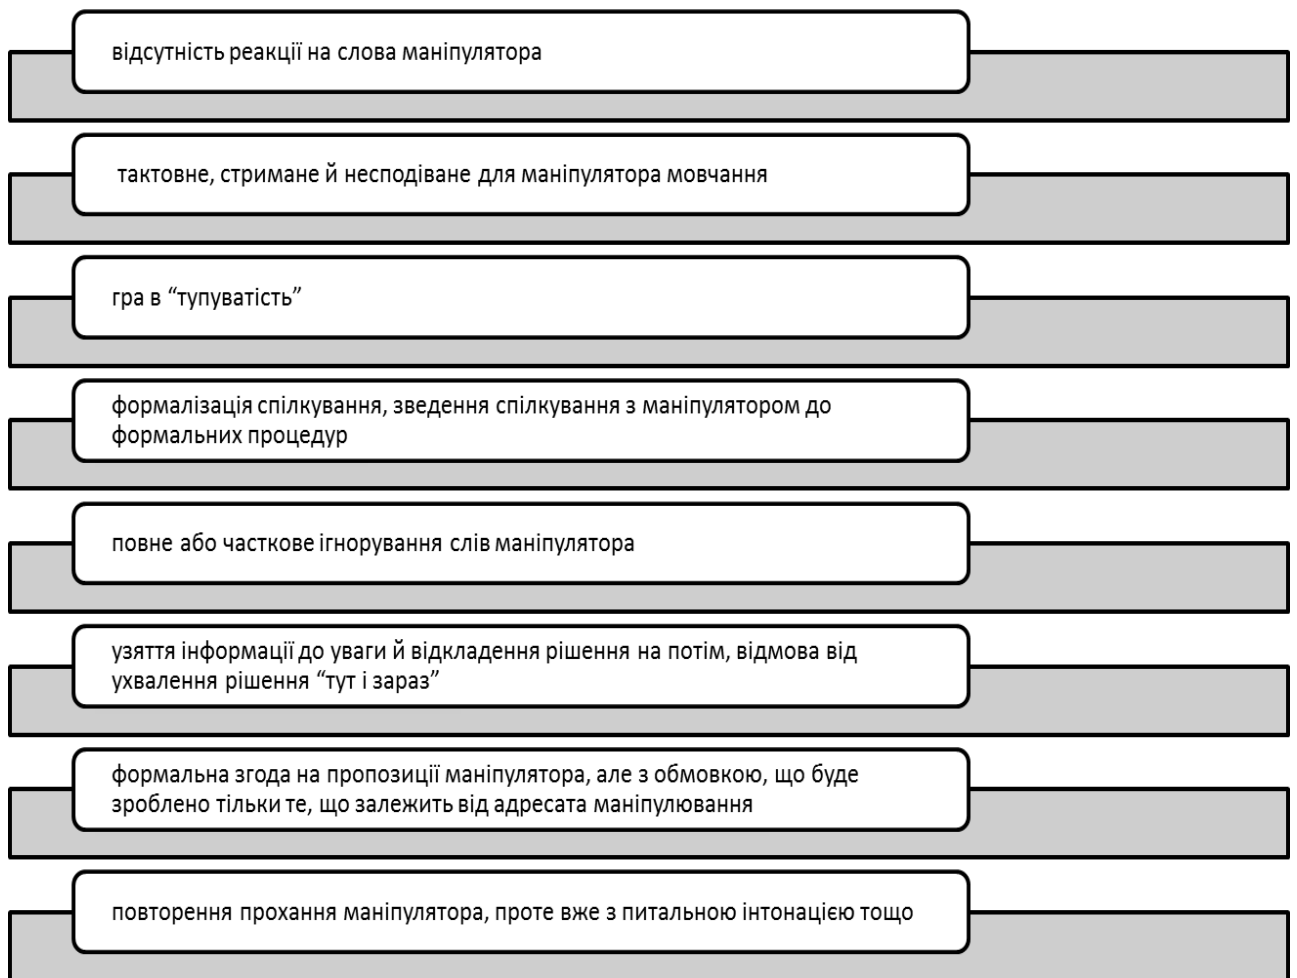 відсутність реакції на слова маніпулятора
тактовне, стримане й несподіване для маніпулятора мовчання
гра в “тупуватість”
формалізація спілкування, зведення спілкування з маніпулятором до
формальних процедур
повне або часткове ігнорування слів маніпулятора
узяття інформації до уваги й відкладення рішення на потім, відмова від
ухвалення рішення “тут і зараз”
формальна згода на пропозиції маніпулятора, але з обмовкою, що буде
зроблено тільки те, що залежить від адресата маніпулювання
повторення прохання маніпулятора, проте вже з питальною інтонацією тощо